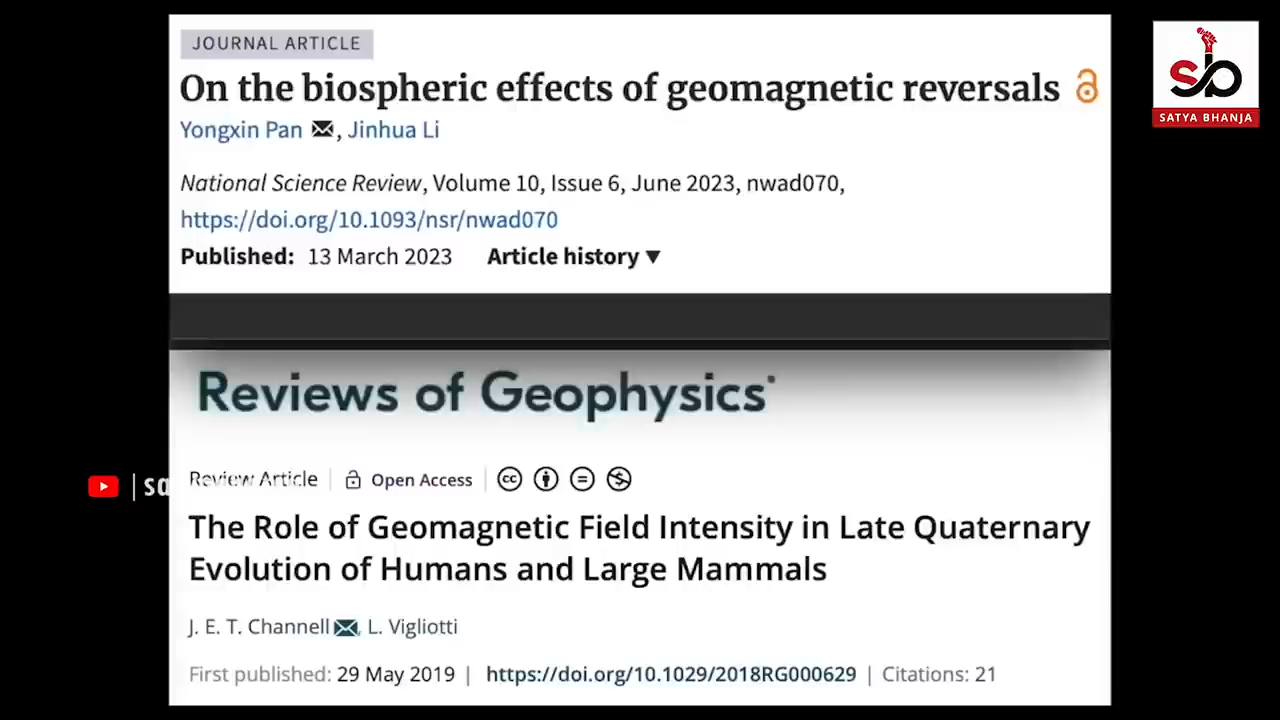 JOURNAL ARTICLE
On the biospheric effects of geomagnetic reversals
Yongxin Pan, Jinhua Li
National Science Review, Volume 10, Issue 6, June 2023, nwad070,
https://doi.org/10.1093/nsr/nwad070
Published: 13 March 2023 Article history ▼
sb
SATYA BHANJA
Reviews of Geophysics
Review Article | Open Access
The Role of Geomagnetic Field Intensity in Late Quaternary
Evolution of Humans and Large Mammals
J. E. T. Channell, L. Vigliotti
First published: 29 May 2019 | https://doi.org/10.1029/2018RG000629 | Citations: 21